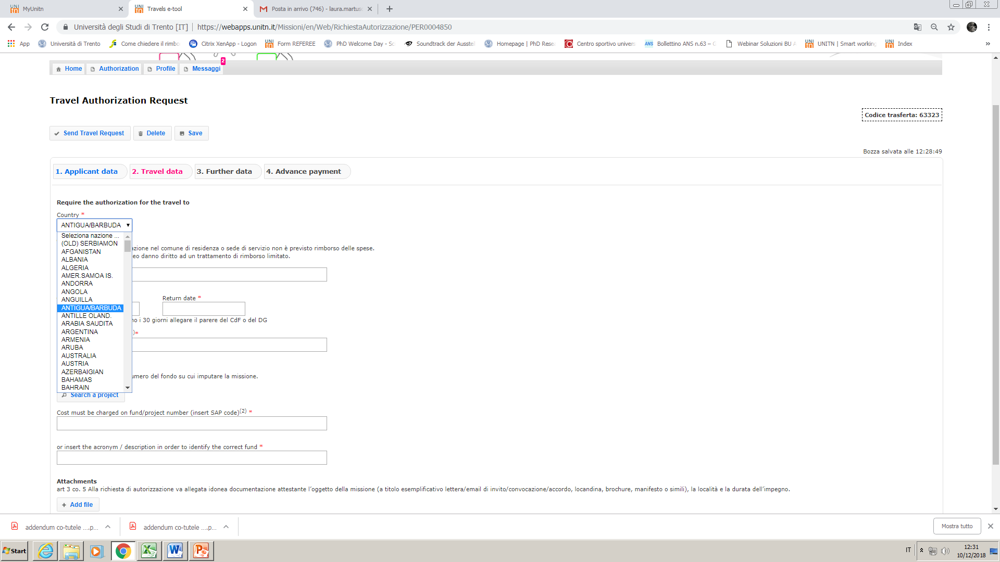 MyUnitn
Travels e-tool
Posta in arrivo (746) - laura.martus
Università degli Studi di Trento [IT] | https://webapps.unitn.it/Missioni/en/Web/RichiestaAutorizzazione/PER0004850
App
Università di Trento
Come chiedere il rimbo
Citrix XenApp - Logon
Form REFEREE
PhD Welcome Day - Sc
Soundtrack der Ausstel
Homepage | PhD Rese
Centro sportivo univers
ANS Bollettino ANS n.63 –
Webinar Soluzioni BU A
UNITN | Smart working
Index
»
2
Home
Authorization
Profile
Messaggi
Travel Authorization Request
Codice trasferta: 63323
Send Travel Request
Delete
Save
Bozza salvata alle 12:28:49
1. Applicant data
2. Travel data
3. Further data
4. Advance payment
Require the authorization for the travel to
Country *
ANTIGUA/BARBUDA
Seleziona nazione ...
(OLD) SERBIAMON
azione nel comune di residenza o sede di servizio non è previsto rimborso delle spese.
AFGANISTAN
eo danno diritto ad un trattamento di rimborso limitato.
ALBANIA
ALGERIA
AMER.SAMOA IS.
ANDORRA
ANGOLA
Return date *
ANGUILLA
ANTIGUA/BARBUDA
ANTILLE OLAND.
no i 30 giorni allegare il parere del CdF o del DG
ARABIA SAUDITA
ARGENTINA
)*
ARMENIA
ARUBA
AUSTRALIA
AUSTRIA
AZERBAIGIAN
umero del fondo su cui imputare la missione.
BAHAMAS
BAHRAIN
Search a project
Cost must be charged on fund/project number (insert SAP code)(2) *
or insert the acronym / description in order to identify the correct fund *
Attachments
art 3 co. 5 Alla richiesta di autorizzazione va allegata idonea documentazione attestante l'oggetto della missione (a titolo esemplificativo lettera/email di invito/convocazione/accordo, locandina, brochure, manifesto o simili), la località e la durata dell'impegno.
+ Add file
addendum co-tutele ....p...
addendum co-tutele ....p...
Mostra tutto
Start
IT
12:31
10/12/2018